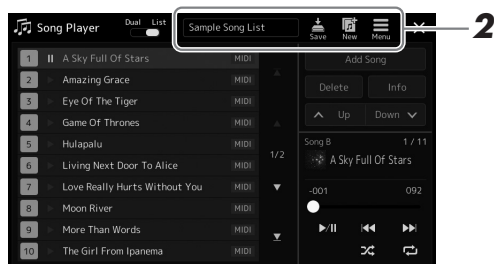 Song Player
Dual List
Sample Song List
Save
New
Menu
2
1 A Sky Full Of Stars MIDI
2 Amazing Grace MIDI
3 Eye Of The Tiger MIDI
4 Game Of Thrones MIDI
5 Hulapalu MIDI
6 Living Next Door To Alice MIDI
7 Love Really Hurts Without You MIDI
8 Moon River MIDI
9 More Than Words MIDI
10 The Girl From Ipanema MIDI
1/2
Add Song
Delete Info
Up Down
Song B 1 / 11
A Sky Full Of Stars
-001 092